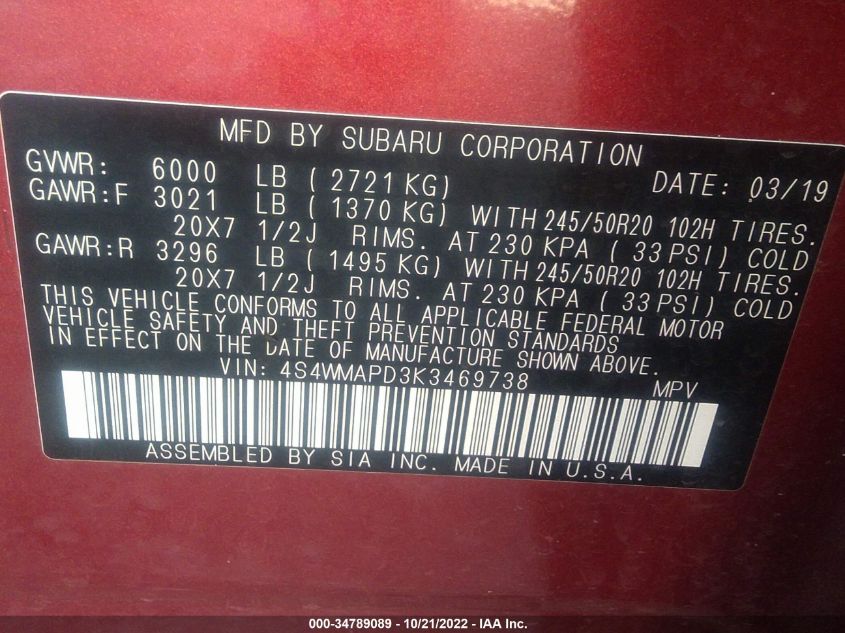 MFD BY SUBARU CORPORATION
GVWR: 6000 LB ( 2721 KG) DATE: 03/19
GAWR:F 3021 LB ( 1370 KG) WITH 245/50R20 102H TIRES.
20X7 1/2J RIMS. AT 230 KPA ( 33 PSI) COLD
GAWR:R 3296 LB ( 1495 KG) WITH 245/50R20 102H TIRES.
20X7 1/2J RIMS. AT 230 KPA ( 33 PSI) COLD
THIS VEHICLE CONFORMS TO ALL APPLICABLE FEDERAL MOTOR
VEHICLE SAFETY AND THEFT PREVENTION STANDARDS
IN EFFECT ON THE DATE OF MANUFACTURE SHOWN ABOVE.
VIN: 4S4WMAPD3K3469738 MPV
ASSEMBLED BY SIA INC. MADE IN U.S.A.
000-34789089 - 10/21/2022 - IAA Inc.